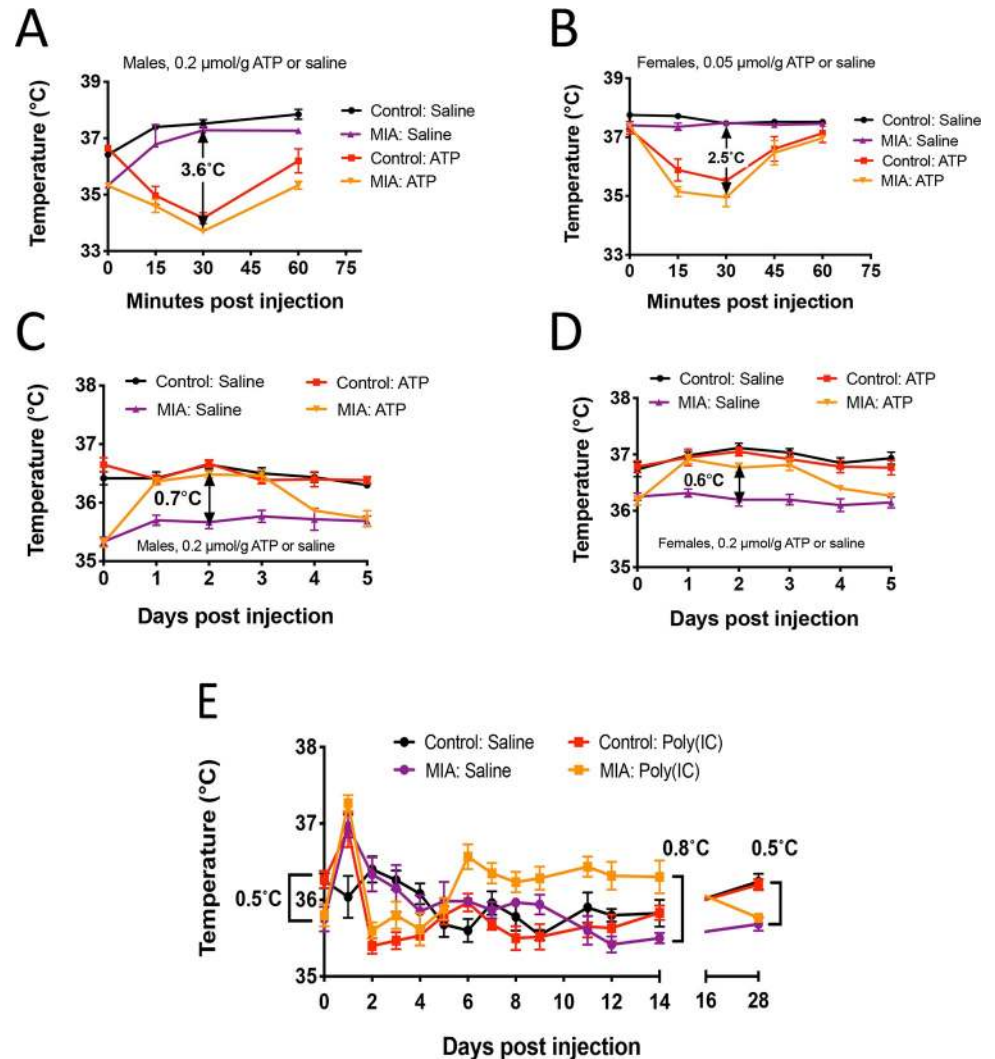 A
Males, 0.2 µmol/g ATP or saline
39
37
35
33
Temperature (°C)
0 15 30 45 60 75
Minutes post injection
3.6°C
Control: Saline
MIA: Saline
Control: ATP
MIA: ATP
B
Females, 0.05 µmol/g ATP or saline
39
37
35
33
Temperature (°C)
0 15 30 45 60 75
Minutes post injection
2.5°C
Control: Saline
MIA: Saline
Control: ATP
MIA: ATP
C
Control: Saline Control: ATP
MIA: Saline MIA: ATP
38
37
36
35
Temperature (°C)
0.7°C
Males, 0.2 µmol/g ATP or saline
0 1 2 3 4 5
Days post injection
D
Control: Saline Control: ATP
MIA: Saline MIA: ATP
38
37
36
35
Temperature (°C)
0.6°C
Females, 0.2 µmol/g ATP or saline
0 1 2 3 4 5
Days post injection
E
Control: Saline Control: Poly(IC)
MIA: Saline MIA: Poly(IC)
38
37
36
35
Temperature (°C)
0.5°C
0.8°C
0.5°C
0 2 4 6 8 10 12 14 16 28
Days post injection